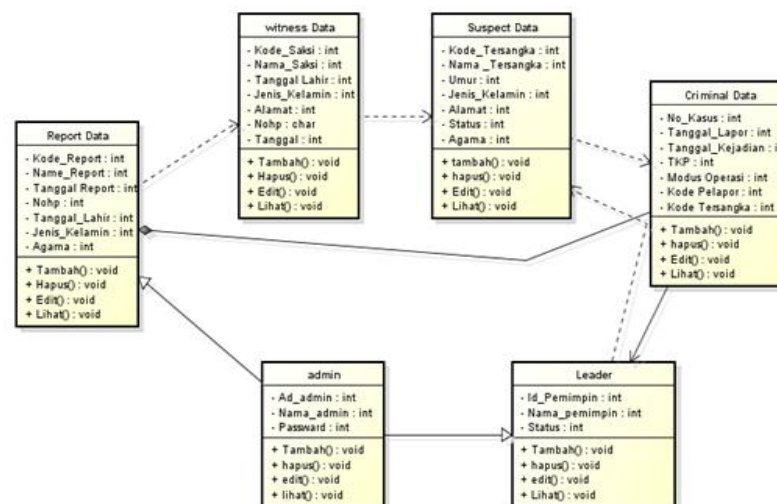 witness Data
- Kode_Saksi : int
- Nama_Saksi : int
- Tanggal Lahir : int
- Jenis_Kelamin : int
- Alamat : int
- Nohp : char
- Tanggal : int
+ Tambah() : void
+ Hapus() : void
+ Edit() : void
+ Lihat() : void
Suspect Data
- Kode_Tersangka : int
- Nama _Tersangka : int
- Umur : int
- Jenis_Kelamin : int
- Alamat : int
- Status : int
- Agama : int
+ tambah() : void
+ hapus() : void
+ Edit() : void
+ Lihat() : void
Criminal Data
- No_Kasus : int
- Tanggal_Lapor : int
- Tanggal_Kejadian : i
- TKP : int
- Modus Operasi : int
- Kode Pelapor : int
- Kode Tersangka : int
+ Tambah() : void
+ hapus() : void
+ Edit() : void
+ Lihat() : void
Report Data
- Kode_Report : int
- Name_Report : int
- Tanggal Report : int
- Nohp : int
- Tanggal_Lahir : int
- Jenis_Kelamin : int
- Agama : int
+ Tambah() : void
+ Hapus() : void
+ Edit() : void
+ Lihat() : void
admin
- Ad_admin : int
- Nama_admin : int
- Passward : int
+ Tambah() : void
+ hapus() : void
+ edit() : void
+ lihat() : void
Leader
- Id_Pemimpin : int
- Nama_pemimpin : int
- Status : int
+ Tambah() : void
+ hapus() : void
+ edit() : void
+ Lihat() : void